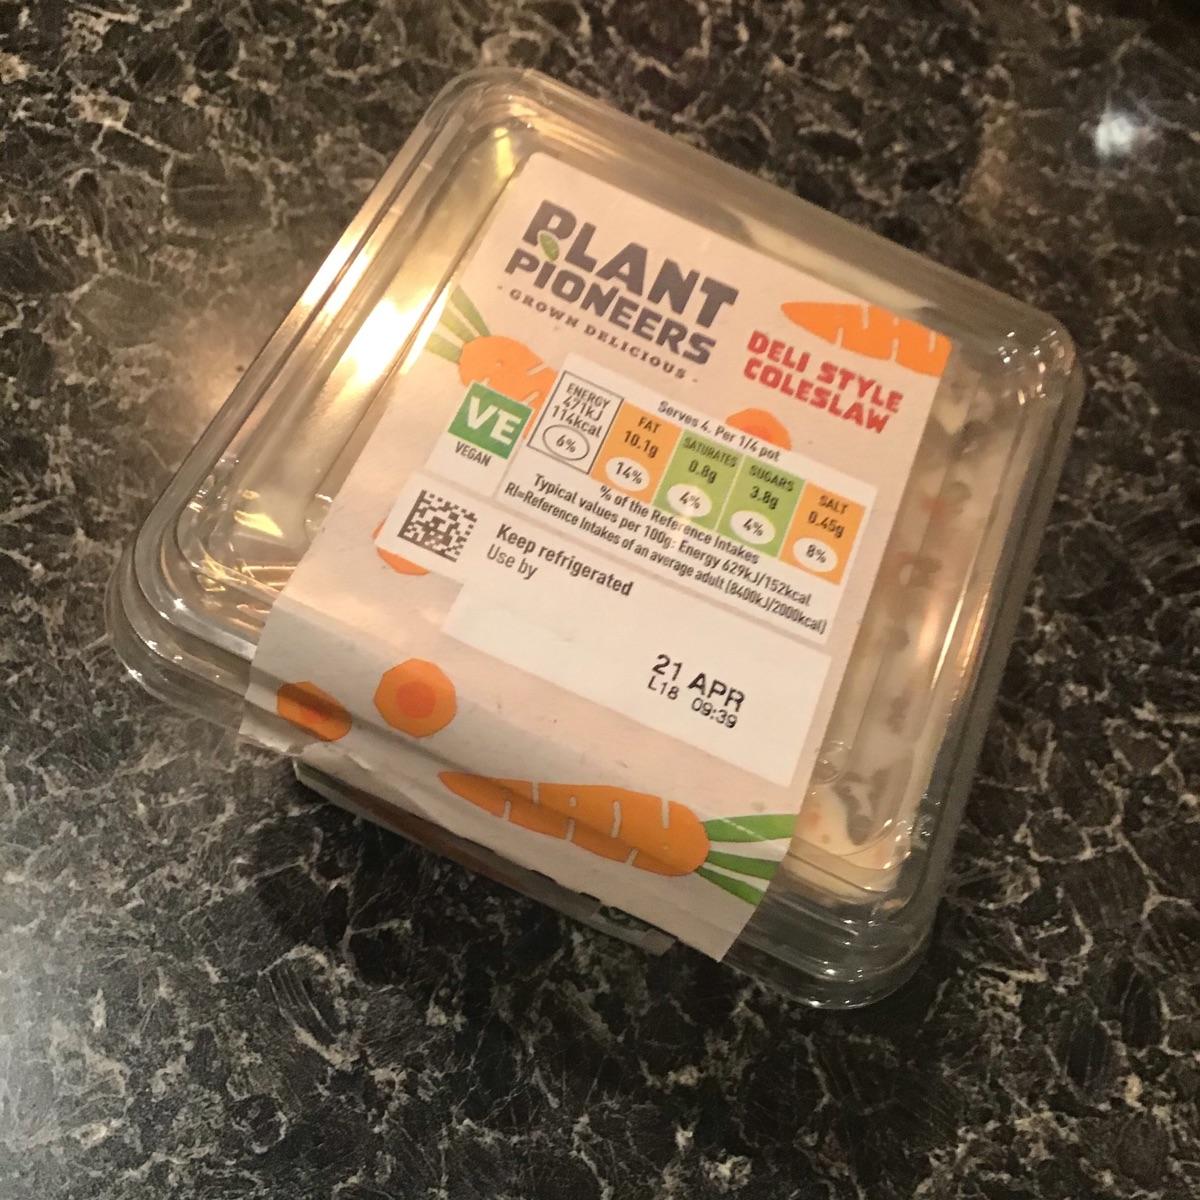 PLANT
PIONEERS
· GROWN DELICIOUS ·
DELI STYLE
COLESLAW
VE
VEGAN
Serves 4. Per 1/4 pot
ENERGY
471kJ
114kcal
6%
FAT
10.1g
14%
SATURATES
0.8g
4%
SUGARS
3.8g
4%
SALT
0.45g
8%
% of the Reference Intakes
Typical values per 100g: Energy 629kJ/152kcal
RI=Reference Intakes of an average adult (8400kJ/2000kcal)
Keep refrigerated
Use by
21 APR
L18 09:39